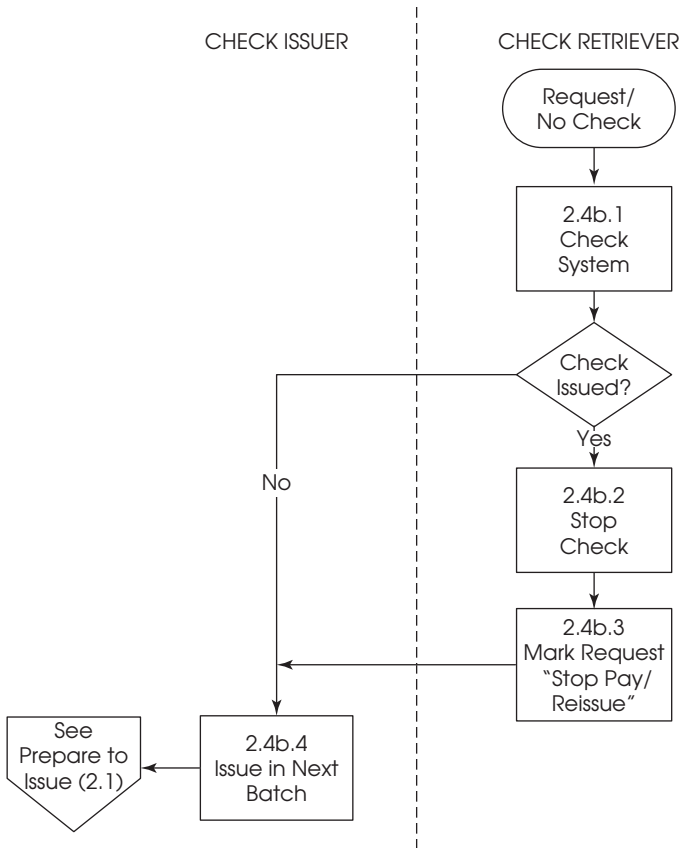 CHECK ISSUER
CHECK RETRIEVER
Request/
No Check
2.4b.1
Check
System
Check
Issued?
Yes
No
2.4b.2
Stop
Check
2.4b.3
Mark Request
“Stop Pay/
Reissue”
2.4b.4
Issue in Next
Batch
See
Prepare to
Issue (2.1)